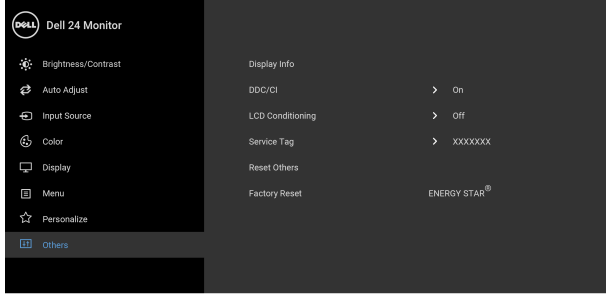 DELL Dell 24 Monitor
Brightness/Contrast
Auto Adjust
Input Source
Color
Display
Menu
Personalize
Others
Display Info
DDC/CI > On
LCD Conditioning > Off
Service Tag > XXXXXXX
Reset Others
Factory Reset ENERGY STAR®